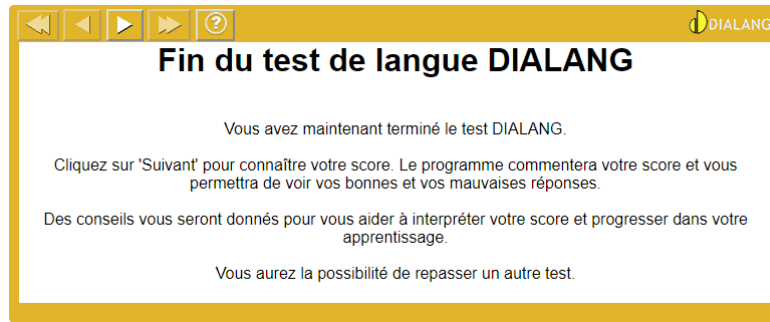 DIALANG
Fin du test de langue DIALANG
Vous avez maintenant terminé le test DIALANG.
Cliquez sur 'Suivant' pour connaître votre score. Le programme commentera votre score et vous
permettra de voir vos bonnes et vos mauvaises réponses.
Des conseils vous seront donnés pour vous aider à interpréter votre score et progresser dans votre
apprentissage.
Vous aurez la possibilité de repasser un autre test.